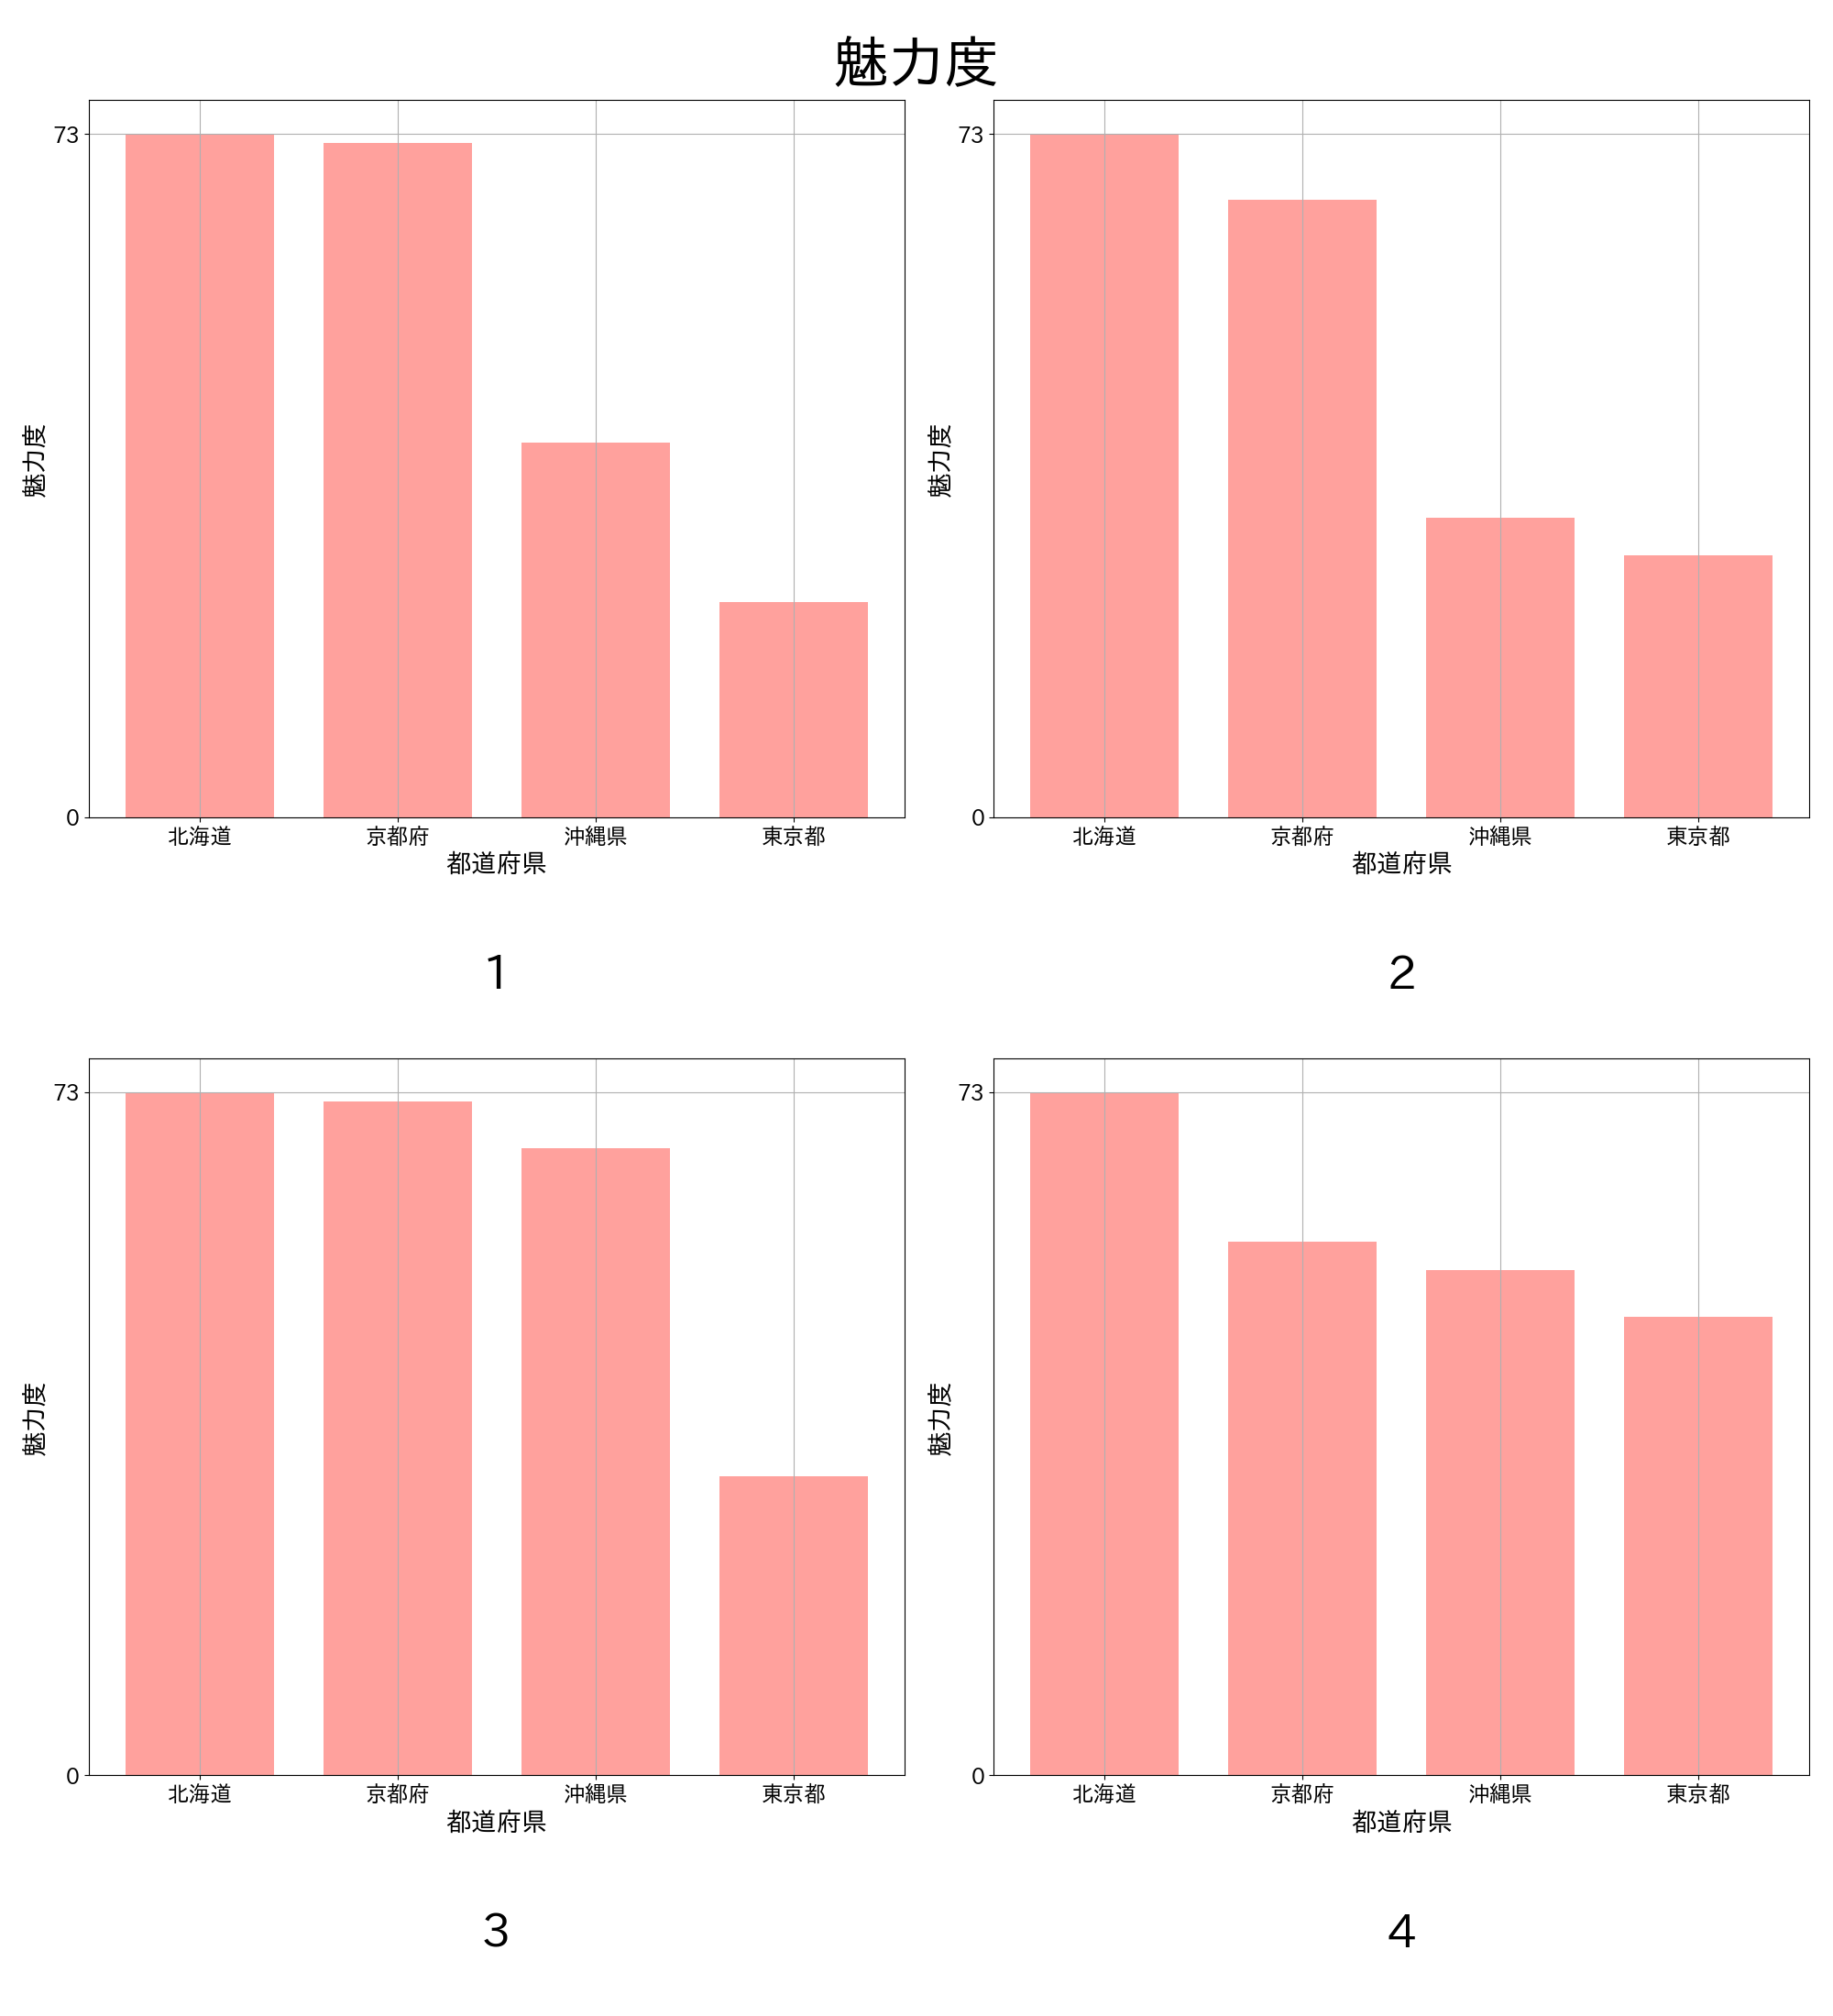 魅力度
73
0
魅力度
北海道 京都府 沖縄県 東京都
都道府県
1
73
0
魅力度
北海道 京都府 沖縄県 東京都
都道府県
2
73
0
魅力度
北海道 京都府 沖縄県 東京都
都道府県
3
73
0
魅力度
北海道 京都府 沖縄県 東京都
都道府県
4